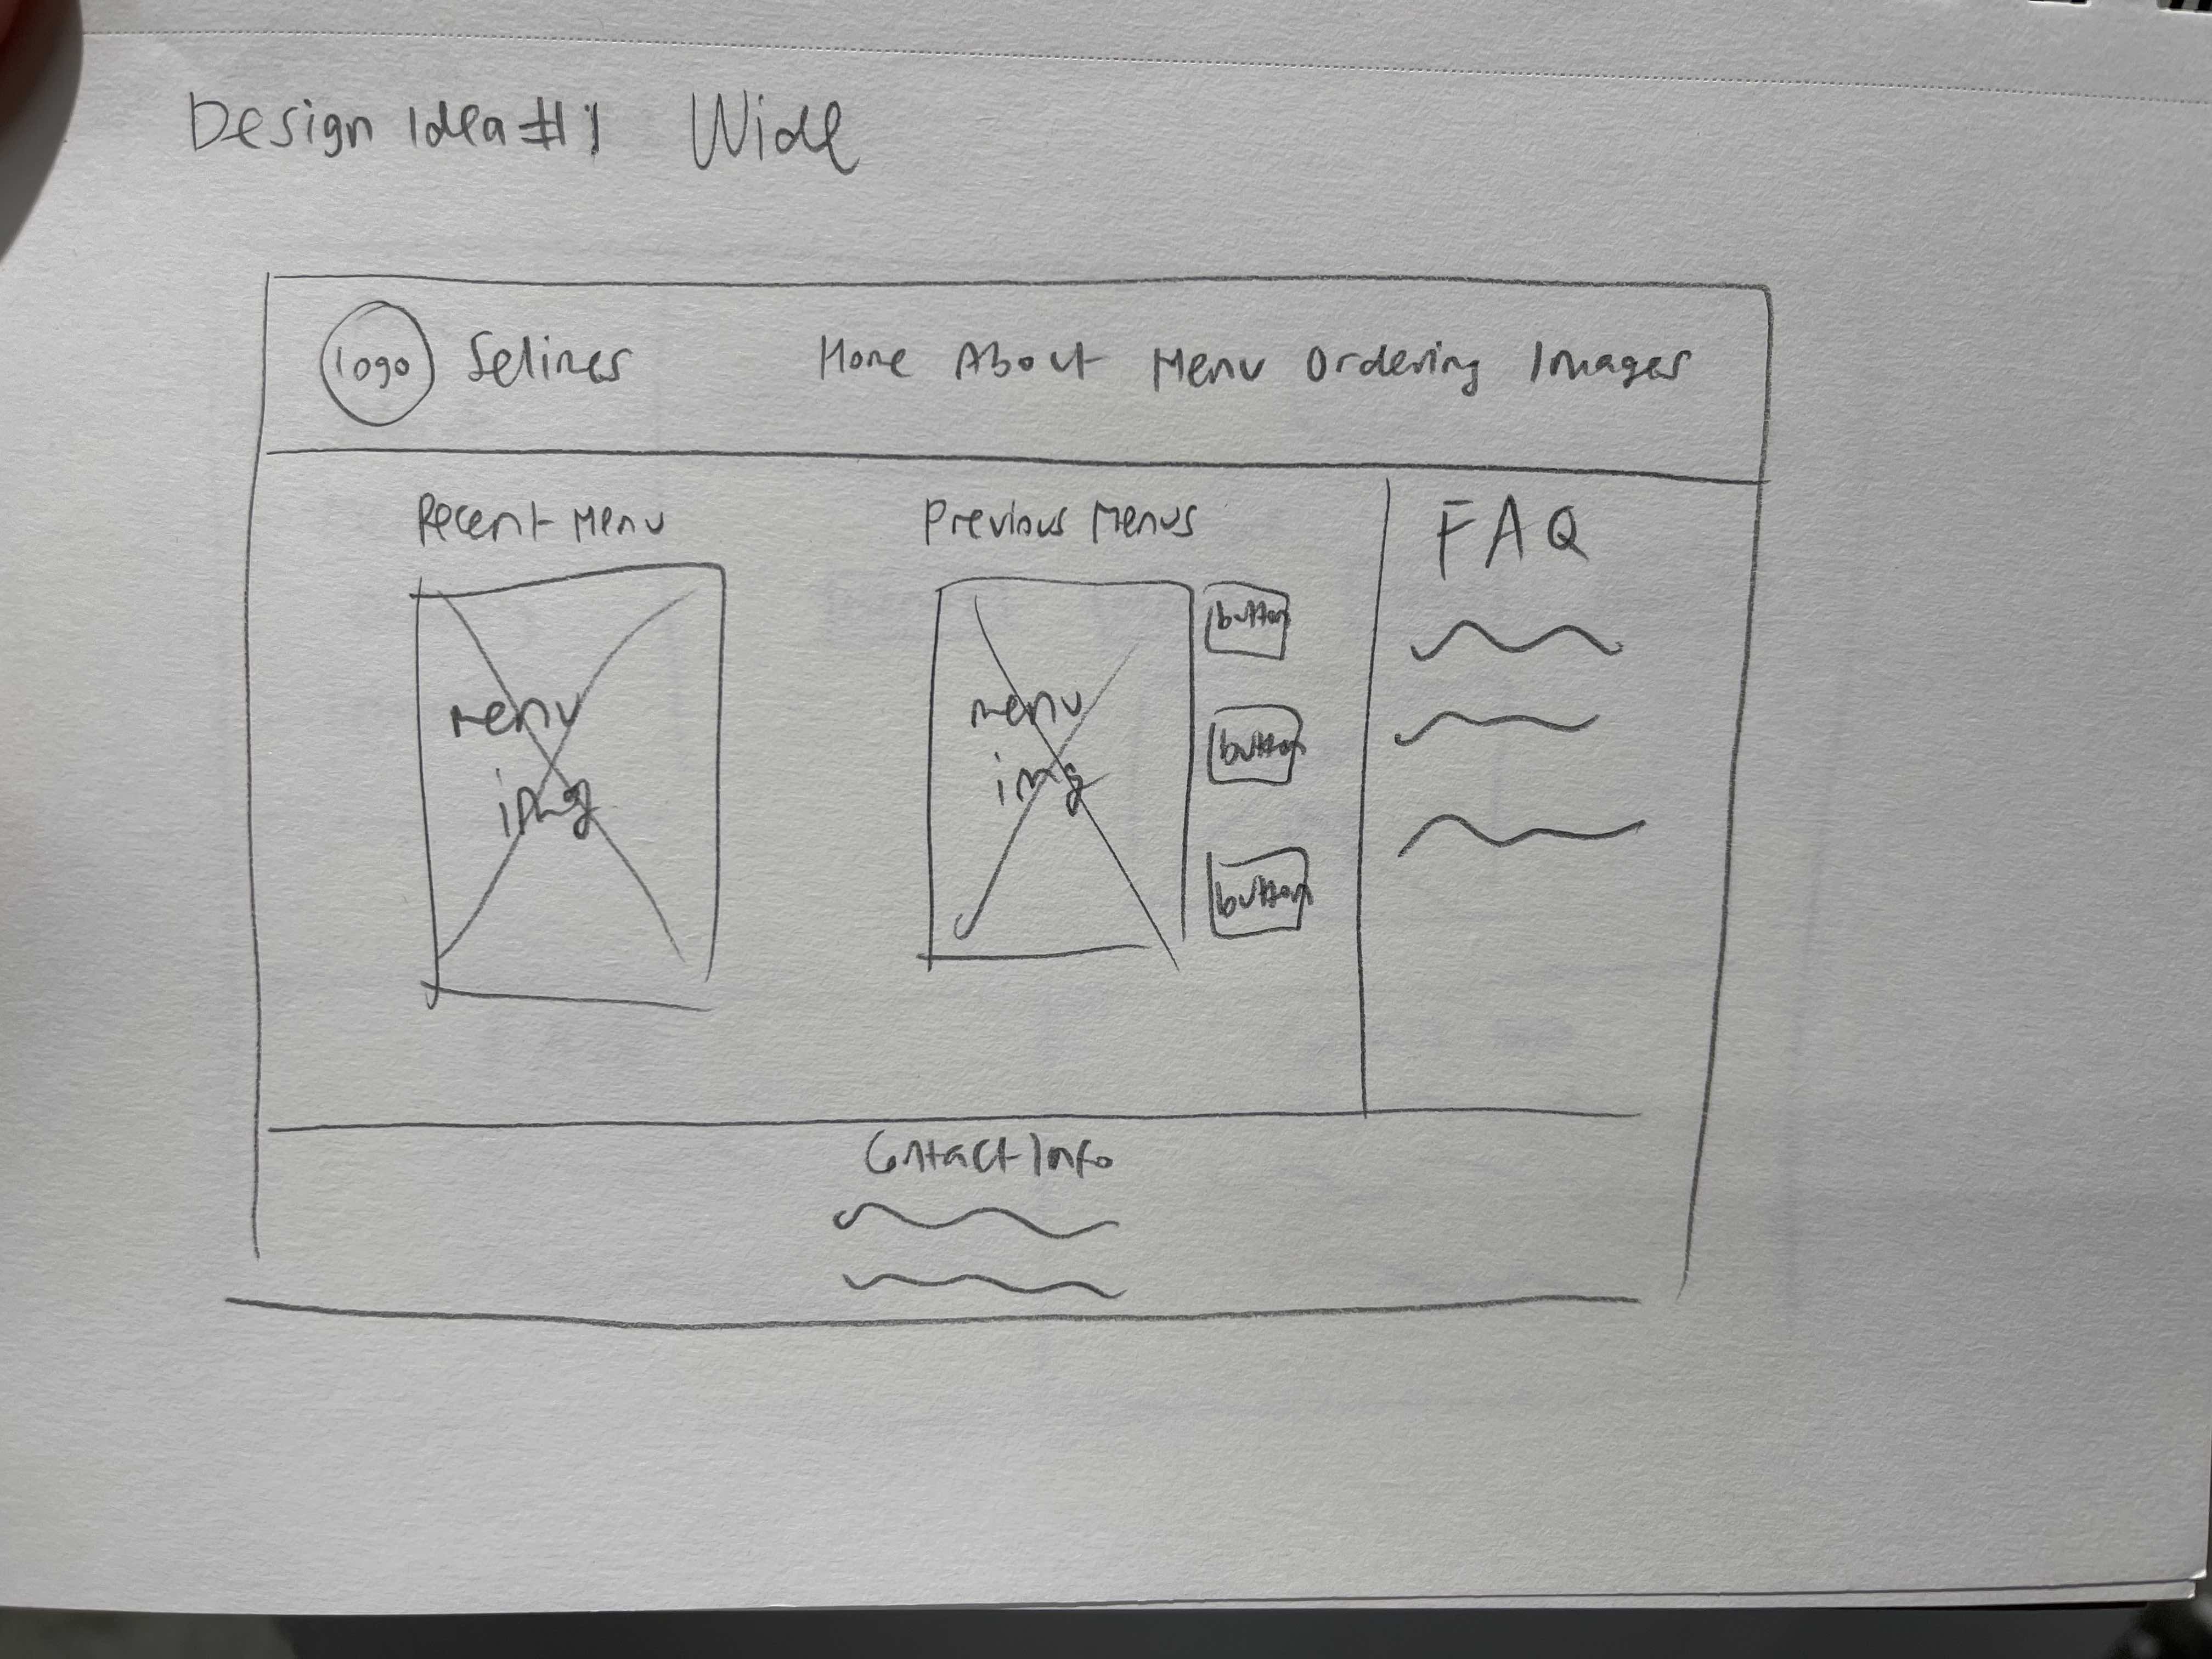 Design Idea #1 Wide
logo Selines Home About Menu Ordering Images
Recent Menu
Previous Menus
FAQ
menu
img
menu
img
button
button
button
Contact Info